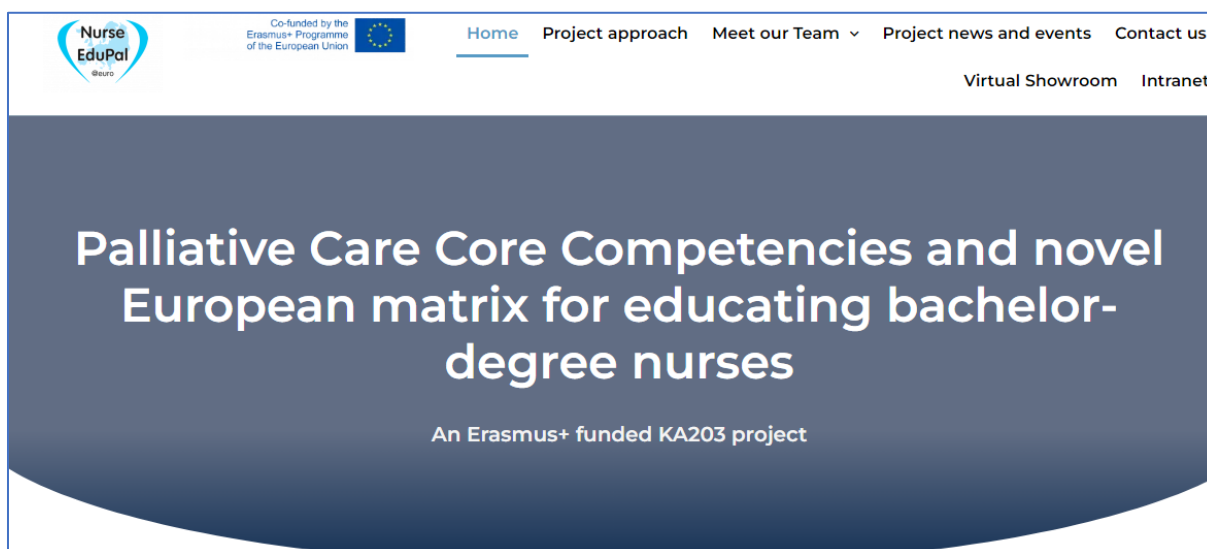 Nurse
EduPal
@euro
Co-funded by the
Erasmus+ Programme
of the European Union
Home Project approach Meet our Team Project news and events Contact us
Virtual Showroom Intranet
Palliative Care Core Competencies and novel
European matrix for educating bachelor-
degree nurses
An Erasmus+ funded KA203 project